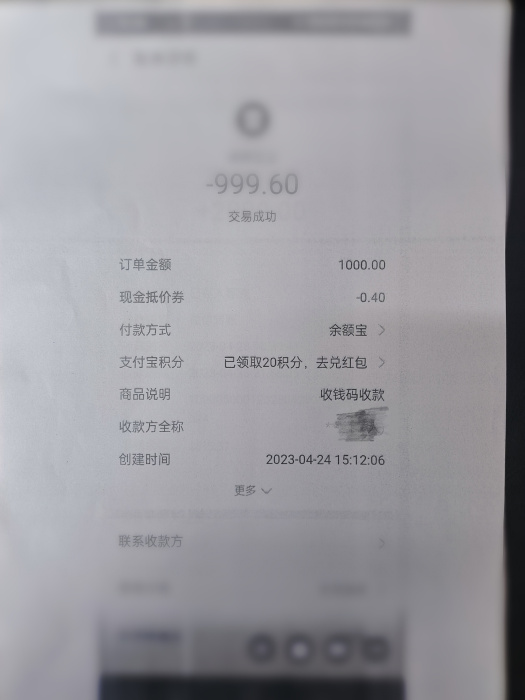 -999.60
交易成功
订单金额 1000.00
现金抵价券 -0.40
付款方式 余额宝
支付宝积分 已领取20积分，去兑红包
商品说明 收钱码收款
收款方全称
创建时间 2023-04-24 15:12:06
更多
联系收款方